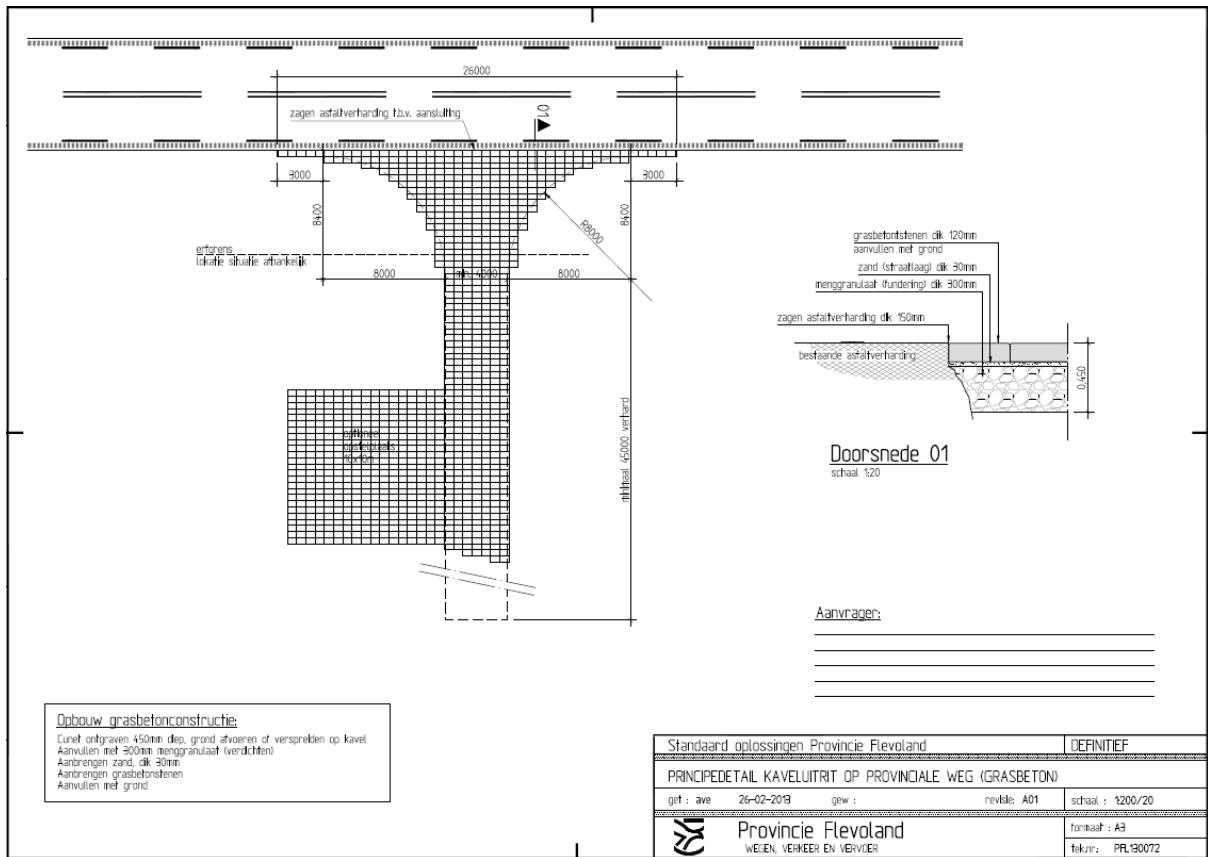 26000
zagen asfaltverharding t.b.v. aansluiting
01
3000
3000
8400
8400
R8000
erfgrens
lokatie situatie afhankelijk
8000
min. 4000
8000
minimaal 45000 verhard
optionee
opstelplaats
10x10m
grasbetontstenen dik 120mm
aanvullen met grond
zand (straatlaag) dik 30mm
menggranulaat (fundering) dik 300mm
zagen asfaltverharding dik 150mm
bestaande asfaltverharding
0,450
Doorsnede 01
schaal 1:20
Aanvrager:
Opbouw grasbetonconstructie:
Cunet ontgraven 450mm diep, grond afvoeren of verspreiden op kavel
Aanvullen met 300mm menggranulaat (verdichten)
Aanbrengen zand, dik 30mm
Aanbrengen grasbetonstenen
Aanvullen met grond
Standaard oplossingen Provincie Flevoland DEFINITIEF
PRINCIPEDETAIL KAVELUITRIT OP PROVINCIALE WEG (GRASBETON)
get : ave 26-02-2013 gew : revisie: A01 schaal : 1:200/20
Provincie Flevoland
WEGEN, VERKEER EN VERVOER
formaat : A3
tek.nr: PFL130072